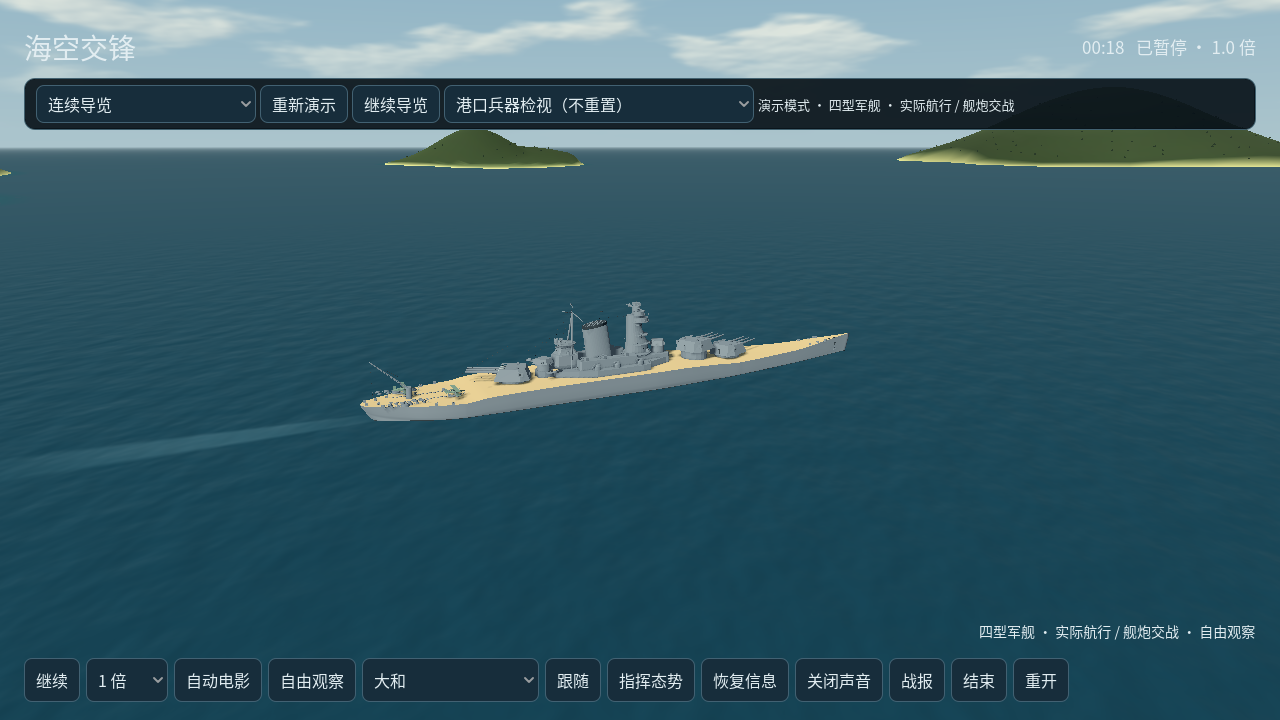 海空交锋
00:18 已暂停 · 1.0 倍
连续导览 重新演示 继续导览 港口兵器检视（不重置） 演示模式 · 四型军舰 · 实际航行 / 舰炮交战
四型军舰 · 实际航行 / 舰炮交战 · 自由观察
继续 1 倍 自动电影 自由观察 大和 跟随 指挥态势 恢复信息 关闭声音 战报 结束 重开